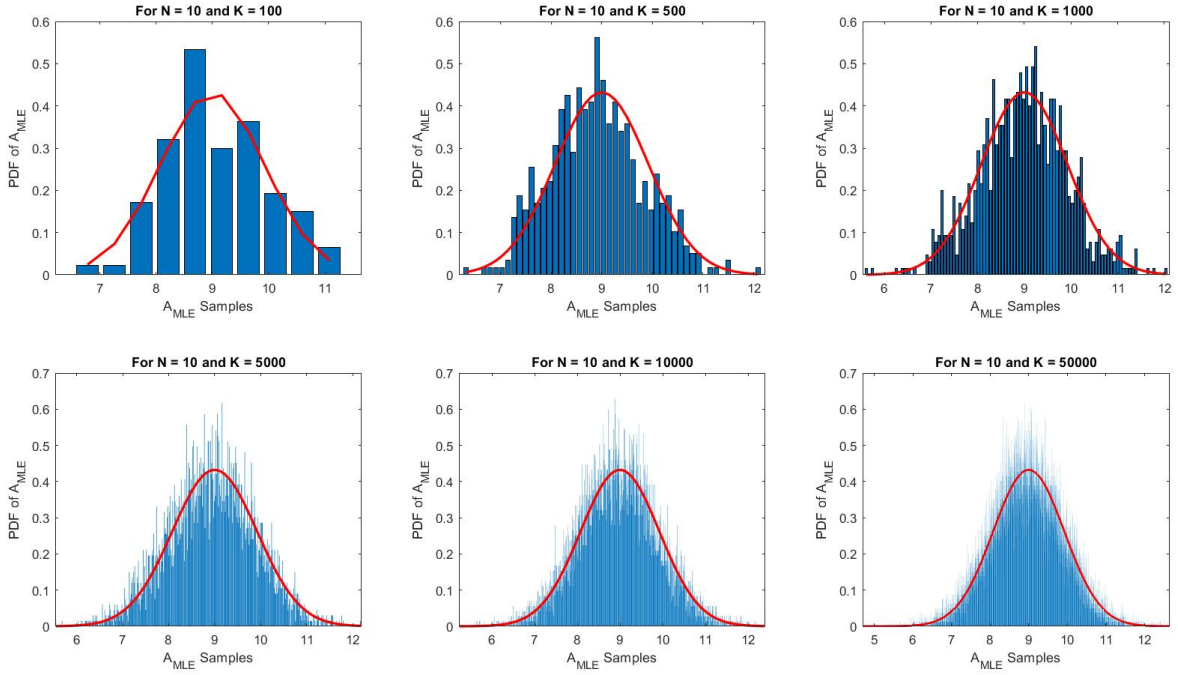 For N = 10 and K = 100
0.6
0.5
0.4
0.3
0.2
0.1
0
PDF of A_MLE
7 8 9 10 11
A_MLE Samples
For N = 10 and K = 500
0.6
0.5
0.4
0.3
0.2
0.1
0
PDF of A_MLE
7 8 9 10 11 12
A_MLE Samples
For N = 10 and K = 1000
0.6
0.5
0.4
0.3
0.2
0.1
0
PDF of A_MLE
6 7 8 9 10 11 12
A_MLE Samples
For N = 10 and K = 5000
0.7
0.6
0.5
0.4
0.3
0.2
0.1
0
PDF of A_MLE
6 7 8 9 10 11 12
A_MLE Samples
For N = 10 and K = 10000
0.7
0.6
0.5
0.4
0.3
0.2
0.1
0
PDF of A_MLE
6 7 8 9 10 11 12
A_MLE Samples
For N = 10 and K = 50000
0.7
0.6
0.5
0.4
0.3
0.2
0.1
0
PDF of A_MLE
5 6 7 8 9 10 11 12
A_MLE Samples